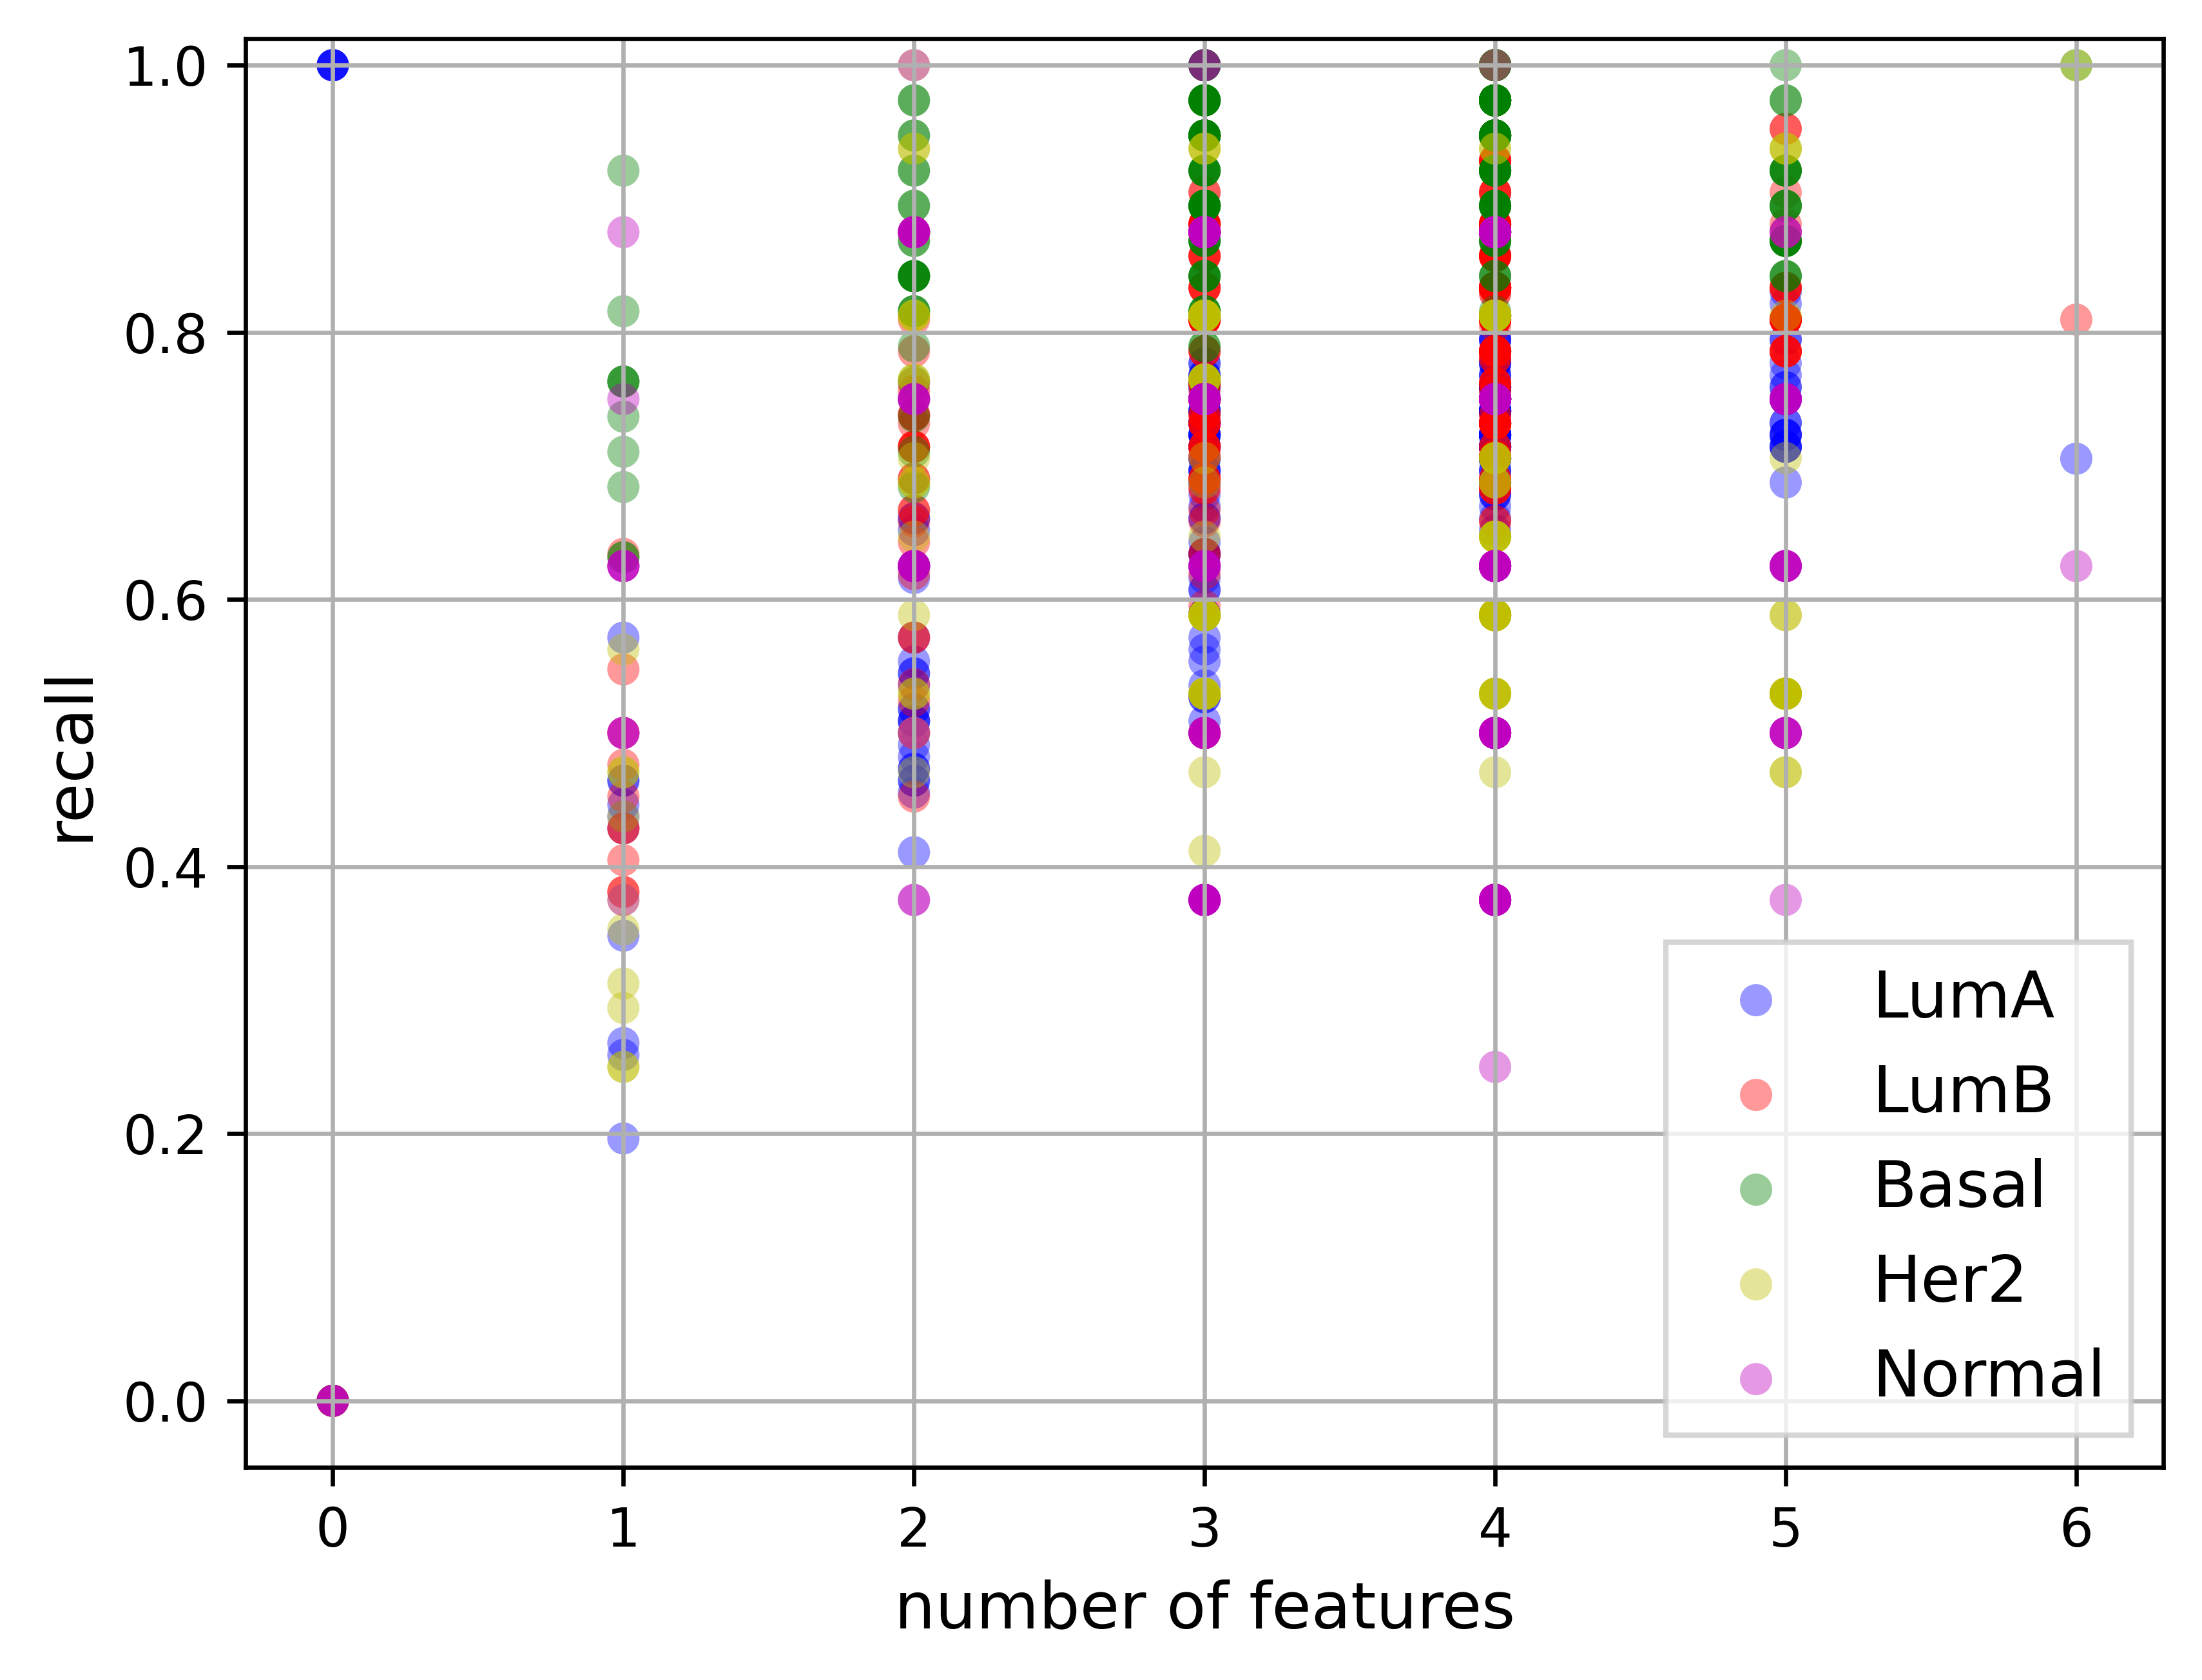 1.0
0.8
0.6
0.4
0.2
0.0
recall
0 1 2 3 4 5 6
number of features
LumA
LumB
Basal
Her2
Normal